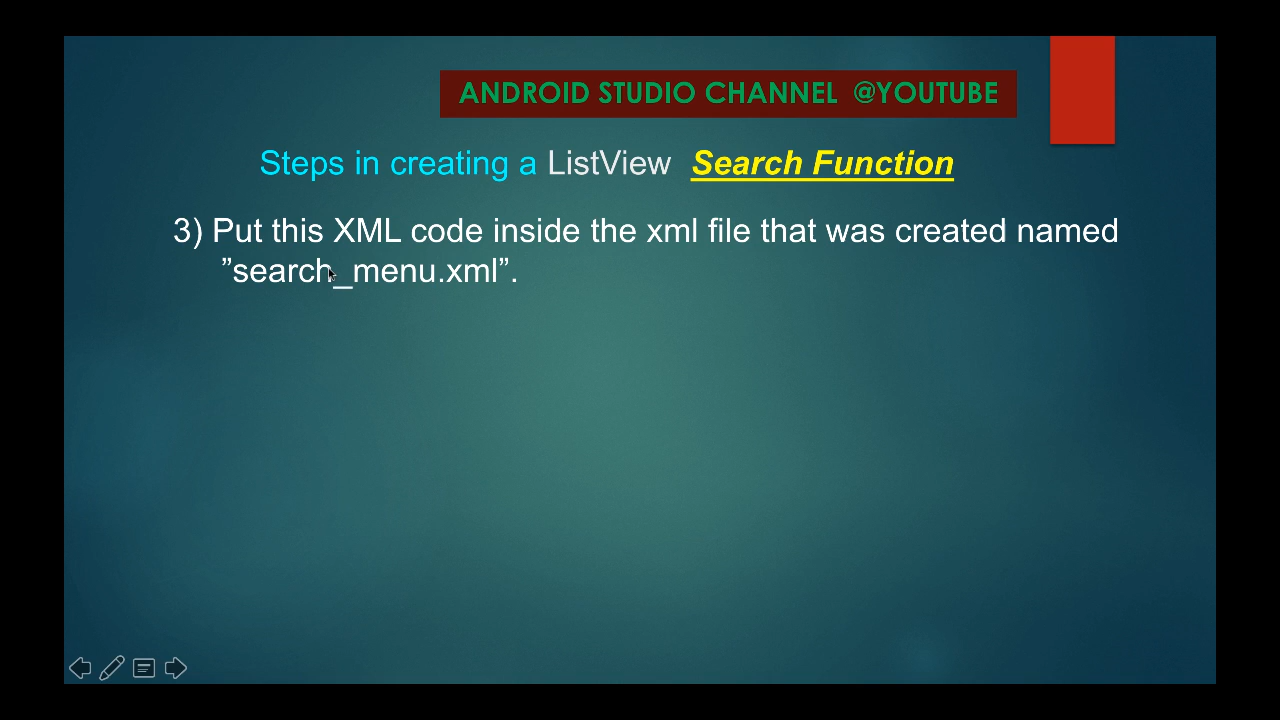 ANDROID STUDIO CHANNEL @YOUTUBE
Steps in creating a ListView Search Function
3) Put this XML code inside the xml file that was created named
”search_menu.xml”.